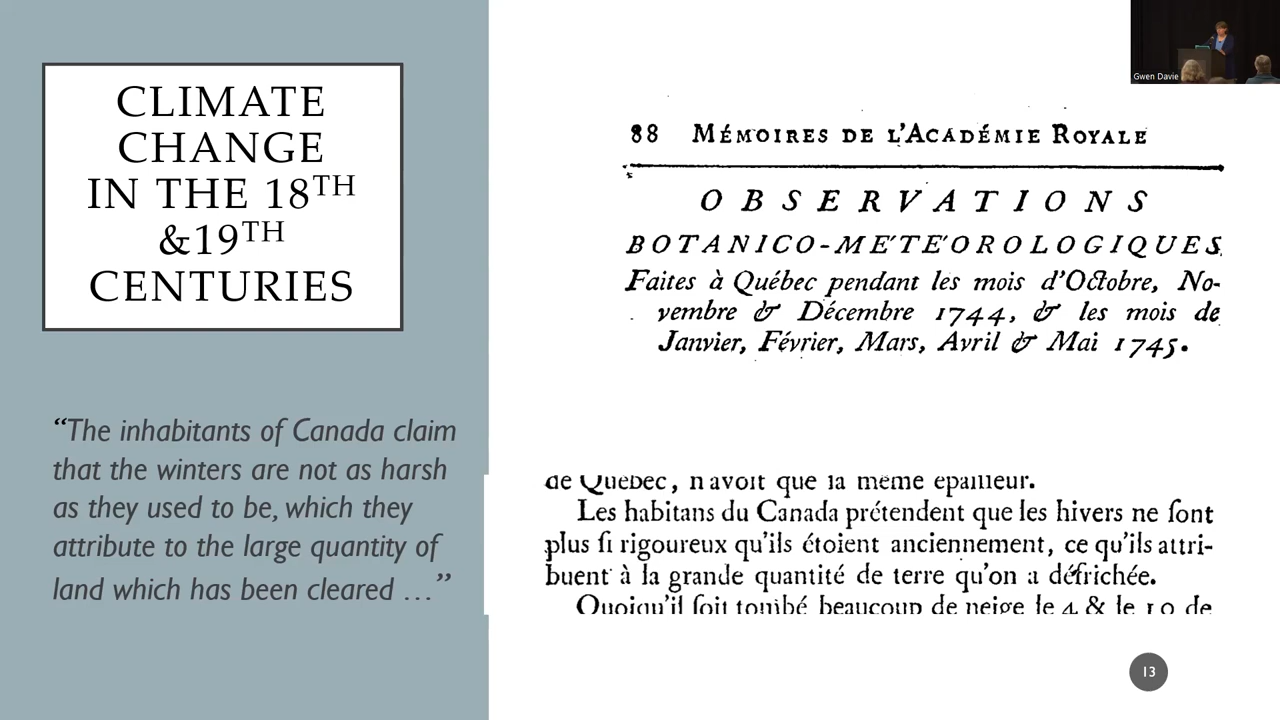 CLIMATE
CHANGE
IN THE 18TH
&19TH
CENTURIES
“The inhabitants of Canada claim
that the winters are not as harsh
as they used to be, which they
attribute to the large quantity of
land which has been cleared …”
Gwen Davie
88 MÉMOIRES DE L'ACADÉMIE ROYALE
OBSERVATIONS
BOTANICO-MÉTÉOROLOGIQUES
Faites à Québec pendant les mois d'Octobre, No-
vembre & Décembre 1744, & les mois de
Janvier, Février, Mars, Avril & Mai 1745.
de Québec, n'avoit que la même épaisseur.
Les habitans du Canada prétendent que les hivers ne ſont
plus ſi rigoureux qu'ils étoient anciennement, ce qu'ils attri-
buent à la grande quantité de terre qu'on a défrichée.
Quoiqu'il ſoit tombé beaucoup de neige le 4 & le 10 de
13